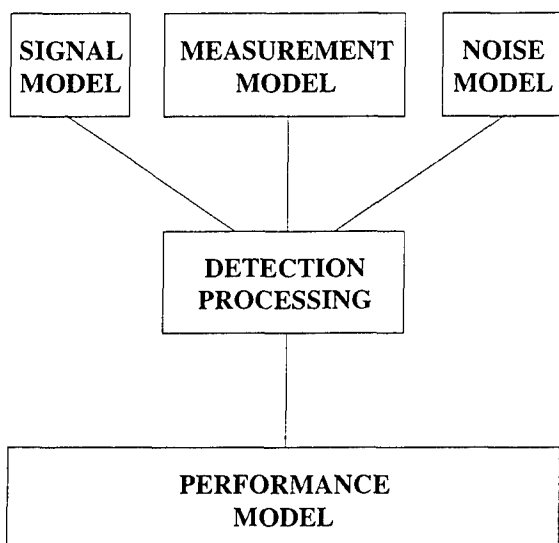 SIGNAL
MODEL
MEASUREMENT
MODEL
NOISE
MODEL
DETECTION
PROCESSING
PERFORMANCE
MODEL